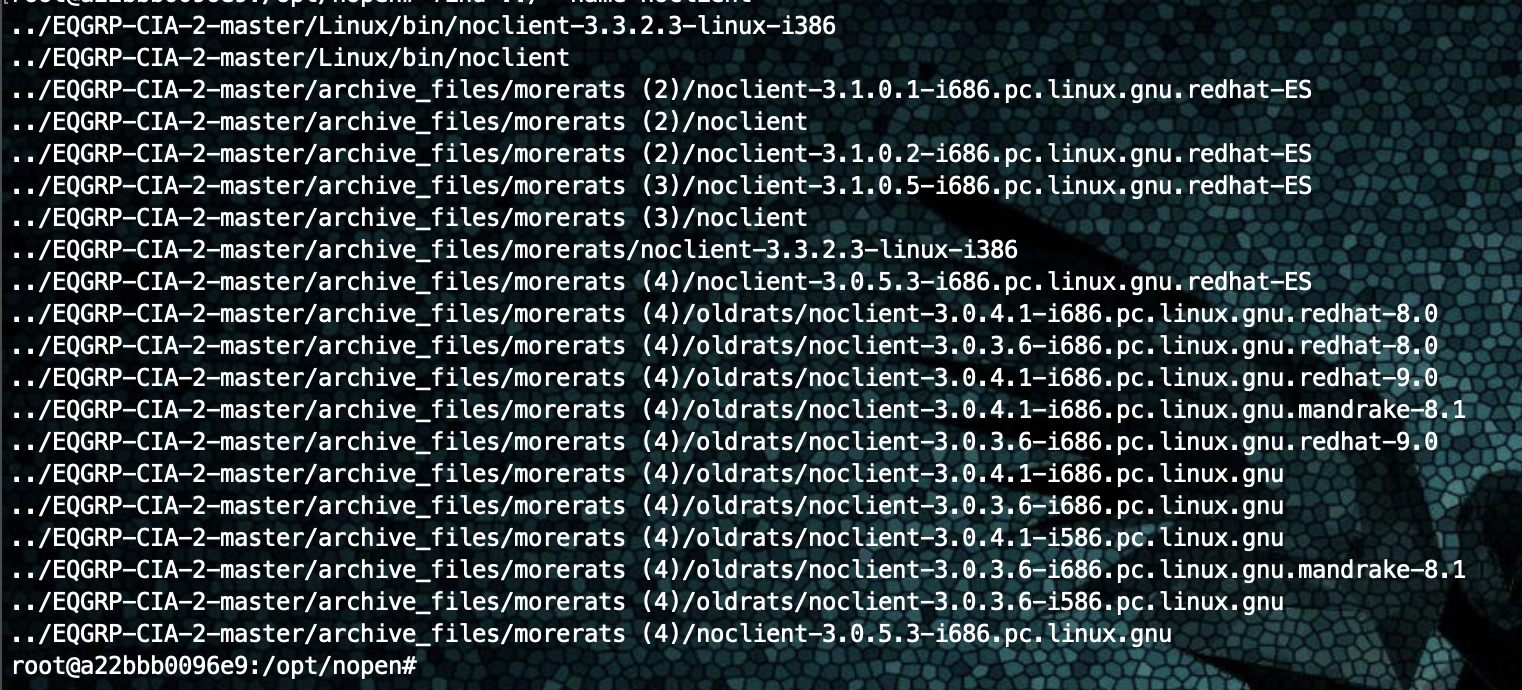 ../EQGRP-CIA-2-master/Linux/bin/noclient-3.3.2.3-linux-i386
../EQGRP-CIA-2-master/Linux/bin/noclient
../EQGRP-CIA-2-master/archive_files/morerats (2)/noclient-3.1.0.1-i686.pc.linux.gnu.redhat-ES
../EQGRP-CIA-2-master/archive_files/morerats (2)/noclient
../EQGRP-CIA-2-master/archive_files/morerats (2)/noclient-3.1.0.2-i686.pc.linux.gnu.redhat-ES
../EQGRP-CIA-2-master/archive_files/morerats (3)/noclient-3.1.0.5-i686.pc.linux.gnu.redhat-ES
../EQGRP-CIA-2-master/archive_files/morerats (3)/noclient
../EQGRP-CIA-2-master/archive_files/morerats/noclient-3.3.2.3-linux-i386
../EQGRP-CIA-2-master/archive_files/morerats (4)/noclient-3.0.5.3-i686.pc.linux.gnu.redhat-ES
../EQGRP-CIA-2-master/archive_files/morerats (4)/oldrats/noclient-3.0.4.1-i686.pc.linux.gnu.redhat-8.0
../EQGRP-CIA-2-master/archive_files/morerats (4)/oldrats/noclient-3.0.3.6-i686.pc.linux.gnu.redhat-8.0
../EQGRP-CIA-2-master/archive_files/morerats (4)/oldrats/noclient-3.0.4.1-i686.pc.linux.gnu.redhat-9.0
../EQGRP-CIA-2-master/archive_files/morerats (4)/oldrats/noclient-3.0.4.1-i686.pc.linux.gnu.mandrake-8.1
../EQGRP-CIA-2-master/archive_files/morerats (4)/oldrats/noclient-3.0.3.6-i686.pc.linux.gnu.redhat-9.0
../EQGRP-CIA-2-master/archive_files/morerats (4)/oldrats/noclient-3.0.4.1-i686.pc.linux.gnu
../EQGRP-CIA-2-master/archive_files/morerats (4)/oldrats/noclient-3.0.3.6-i686.pc.linux.gnu
../EQGRP-CIA-2-master/archive_files/morerats (4)/oldrats/noclient-3.0.4.1-i586.pc.linux.gnu
../EQGRP-CIA-2-master/archive_files/morerats (4)/oldrats/noclient-3.0.3.6-i686.pc.linux.gnu.mandrake-8.1
../EQGRP-CIA-2-master/archive_files/morerats (4)/oldrats/noclient-3.0.3.6-i586.pc.linux.gnu
../EQGRP-CIA-2-master/archive_files/morerats (4)/noclient-3.0.5.3-i686.pc.linux.gnu
root@a22bbb0096e9:/opt/nopen#